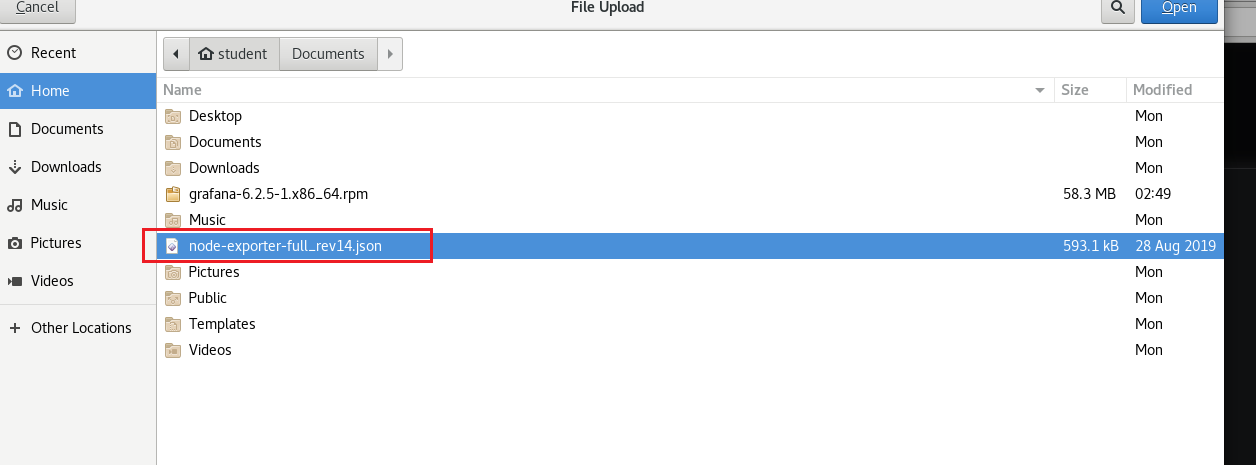 Cancel File Upload Open
Recent
Home
Documents
Downloads
Music
Pictures
Videos
Other Locations
student Documents
Name Size Modified
Desktop Mon
Documents Mon
Downloads Mon
grafana-6.2.5-1.x86_64.rpm 58.3 MB 02:49
Music Mon
node-exporter-full_rev14.json 593.1 kB 28 Aug 2019
Pictures Mon
Public Mon
Templates Mon
Videos Mon